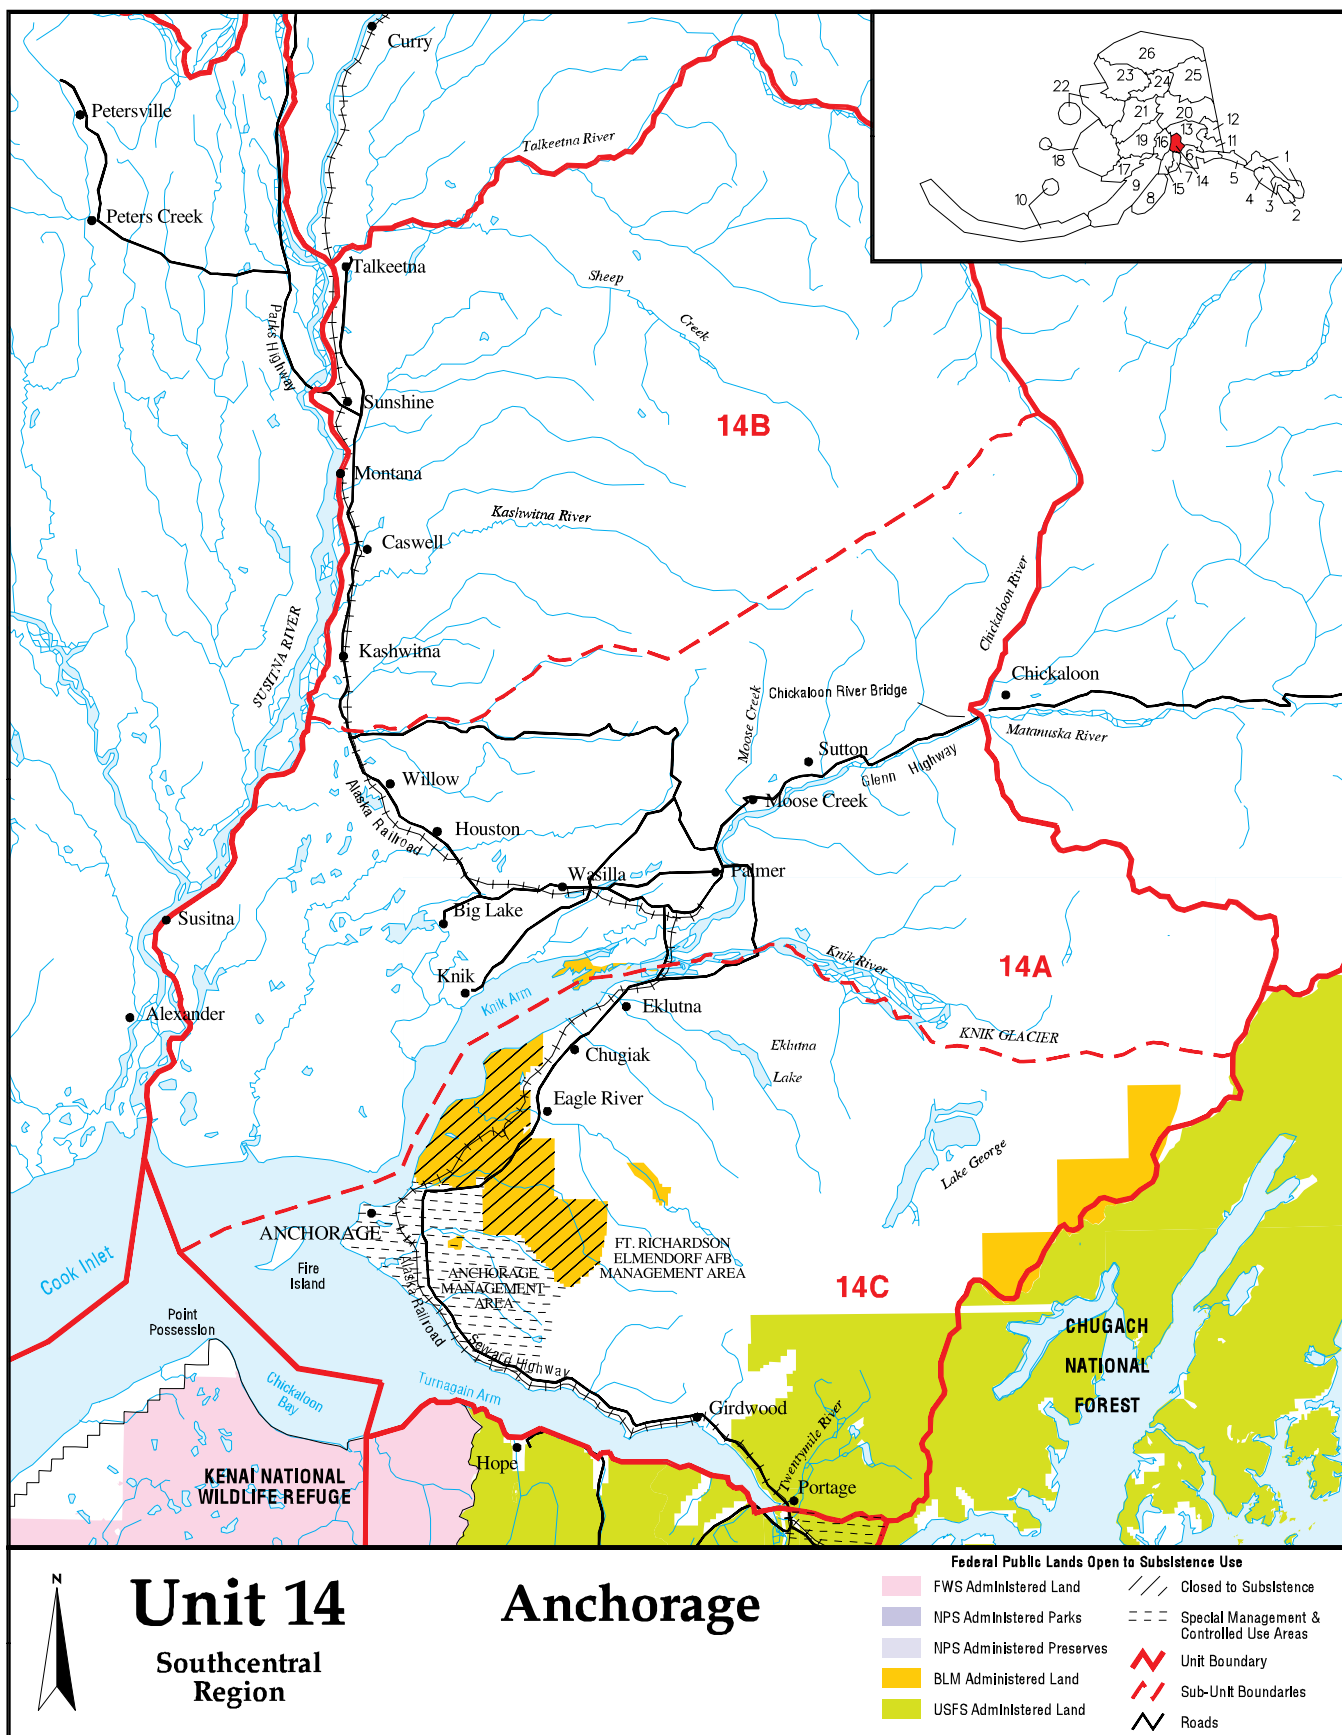 Curry
Petersville
Talkeetna River
Peters Creek
Talkeetna
Sheep
Creek
Parks Highway
Sunshine
14B
Montana
Kashwitna River
Caswell
SUSITNA RIVER
Kashwitna
Chickaloon River
Chickaloon
Chickaloon River Bridge
Moose Creek
Matanuska River
Sutton
Glenn Highway
Willow
Moose Creek
Alaska Railroad
Houston
Wasilla
Palmer
Big Lake
Susitna
Knik
Knik River
14A
Knik Arm
Eklutna
Alexander
KNIK GLACIER
Eklutna
Lake
Chugiak
Eagle River
Lake George
ANCHORAGE
FT. RICHARDSON
ELMENDORF AFB
MANAGEMENT AREA
Cook Inlet
Fire
Island
ANCHORAGE
MANAGEMENT
AREA
14C
Alaska Railroad
Point
Possession
Seward Highway
CHUGACH
NATIONAL
FOREST
Chickaloon
Bay
Turnagain Arm
Girdwood
Twentymile River
Hope
Portage
KENAI NATIONAL
WILDLIFE REFUGE
26
23
24
25
22
21
20
12
13
19
16
11
18
17
6
1
9
15
7
14
5
10
8
4
3
2
N
Unit 14
Southcentral
Region
Anchorage
Federal Public Lands Open to Subsistence Use
FWS Administered Land
NPS Administered Parks
NPS Administered Preserves
BLM Administered Land
USFS Administered Land
Closed to Subsistence
Special Management &
Controlled Use Areas
Unit Boundary
Sub-Unit Boundaries
Roads